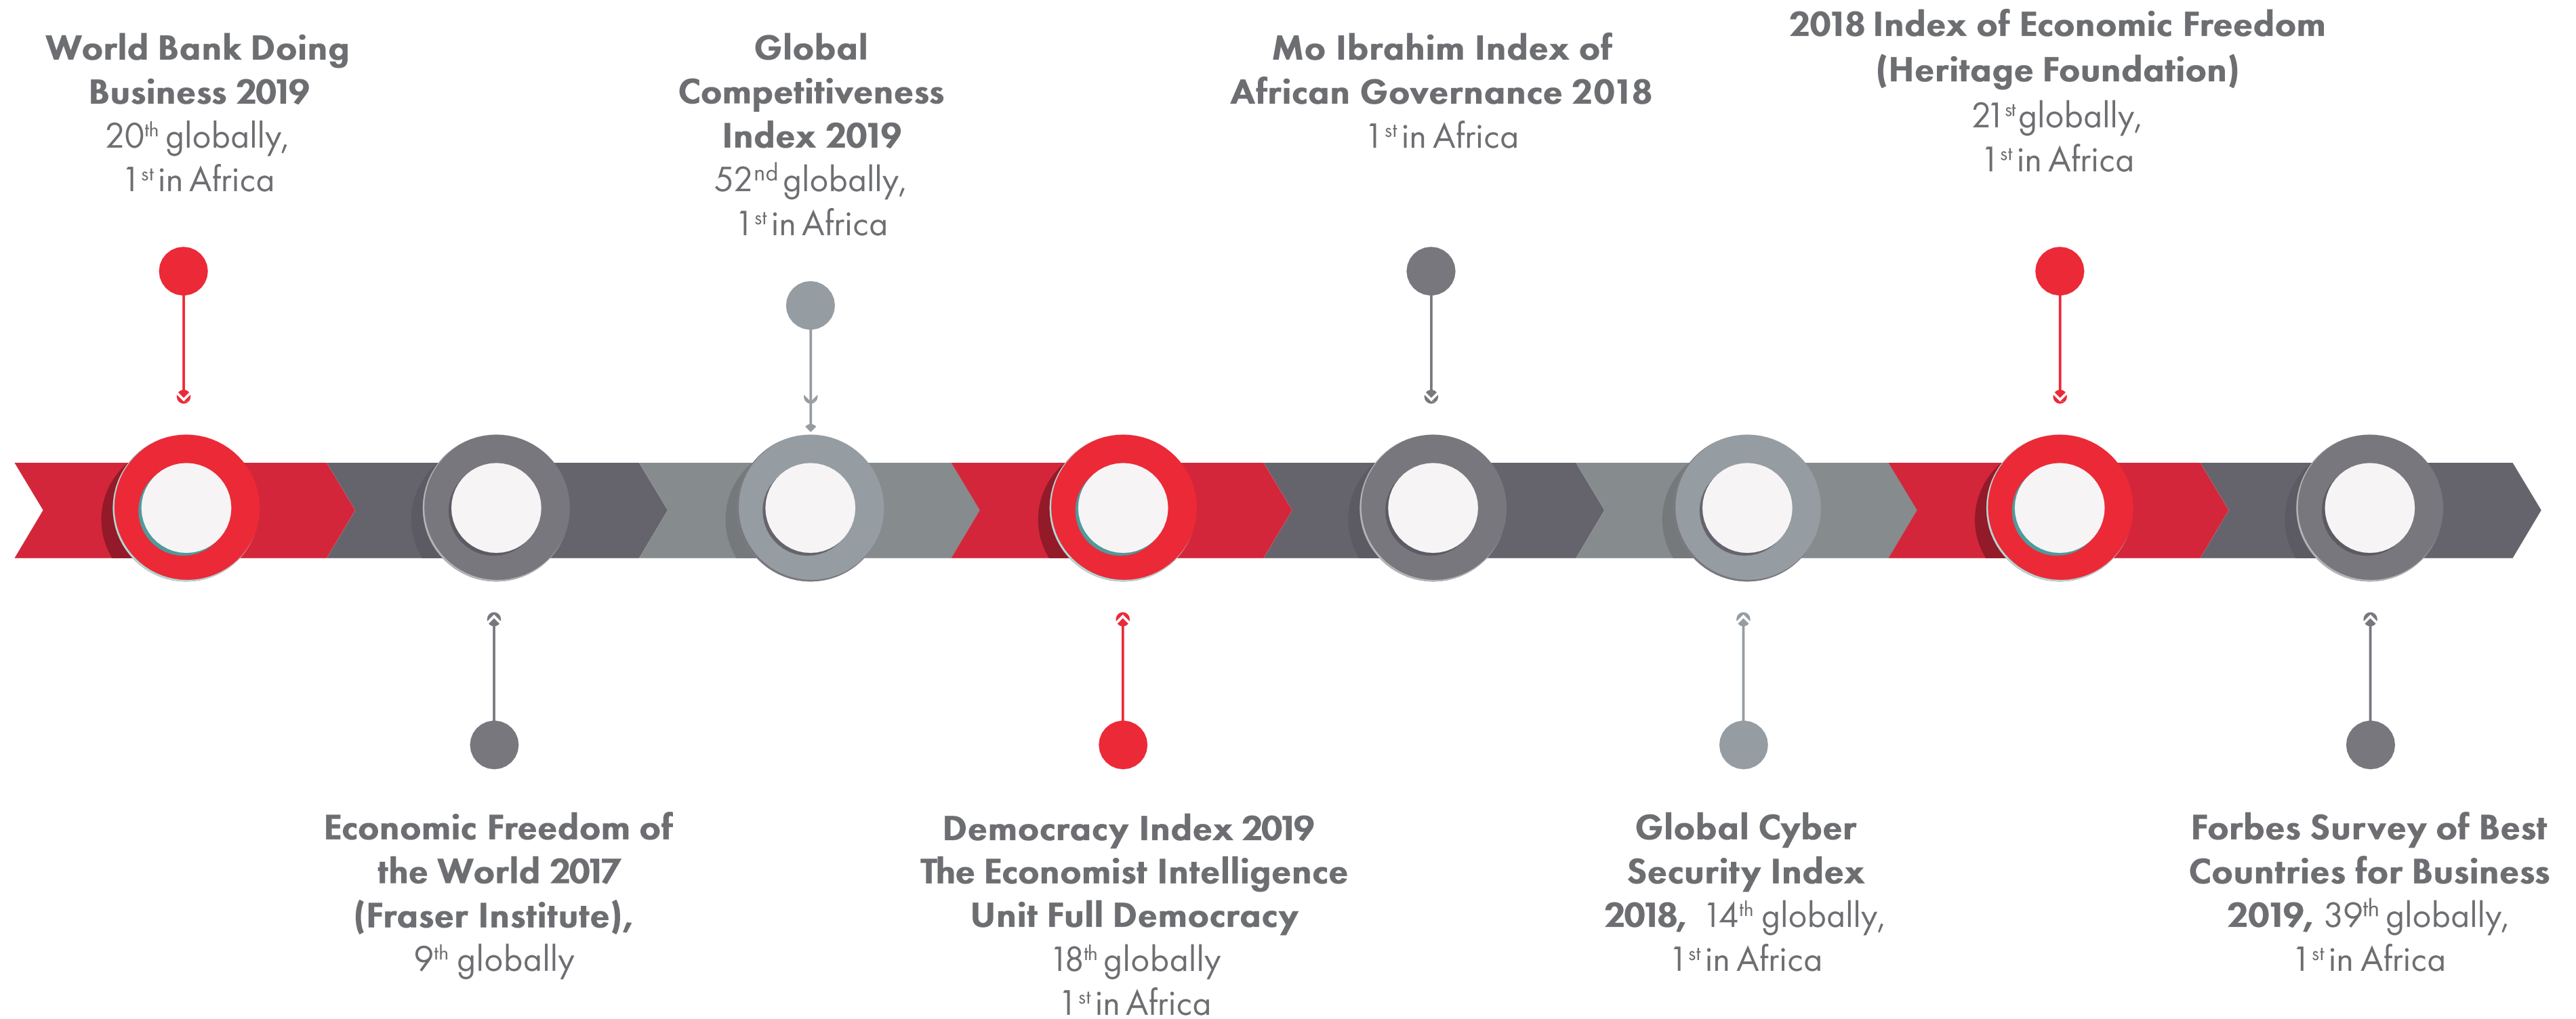 World Bank Doing
Business 2019
20th globally,
1st in Africa
Global
Competitiveness
Index 2019
52nd globally,
1st in Africa
Mo Ibrahim Index of
African Governance 2018
1st in Africa
2018 Index of Economic Freedom
(Heritage Foundation)
21st globally,
1st in Africa
Economic Freedom of
the World 2017
(Fraser Institute),
9th globally
Democracy Index 2019
The Economist Intelligence
Unit Full Democracy
18th globally
1st in Africa
Global Cyber
Security Index
2018, 14th globally,
1st in Africa
Forbes Survey of Best
Countries for Business
2019, 39th globally,
1st in Africa